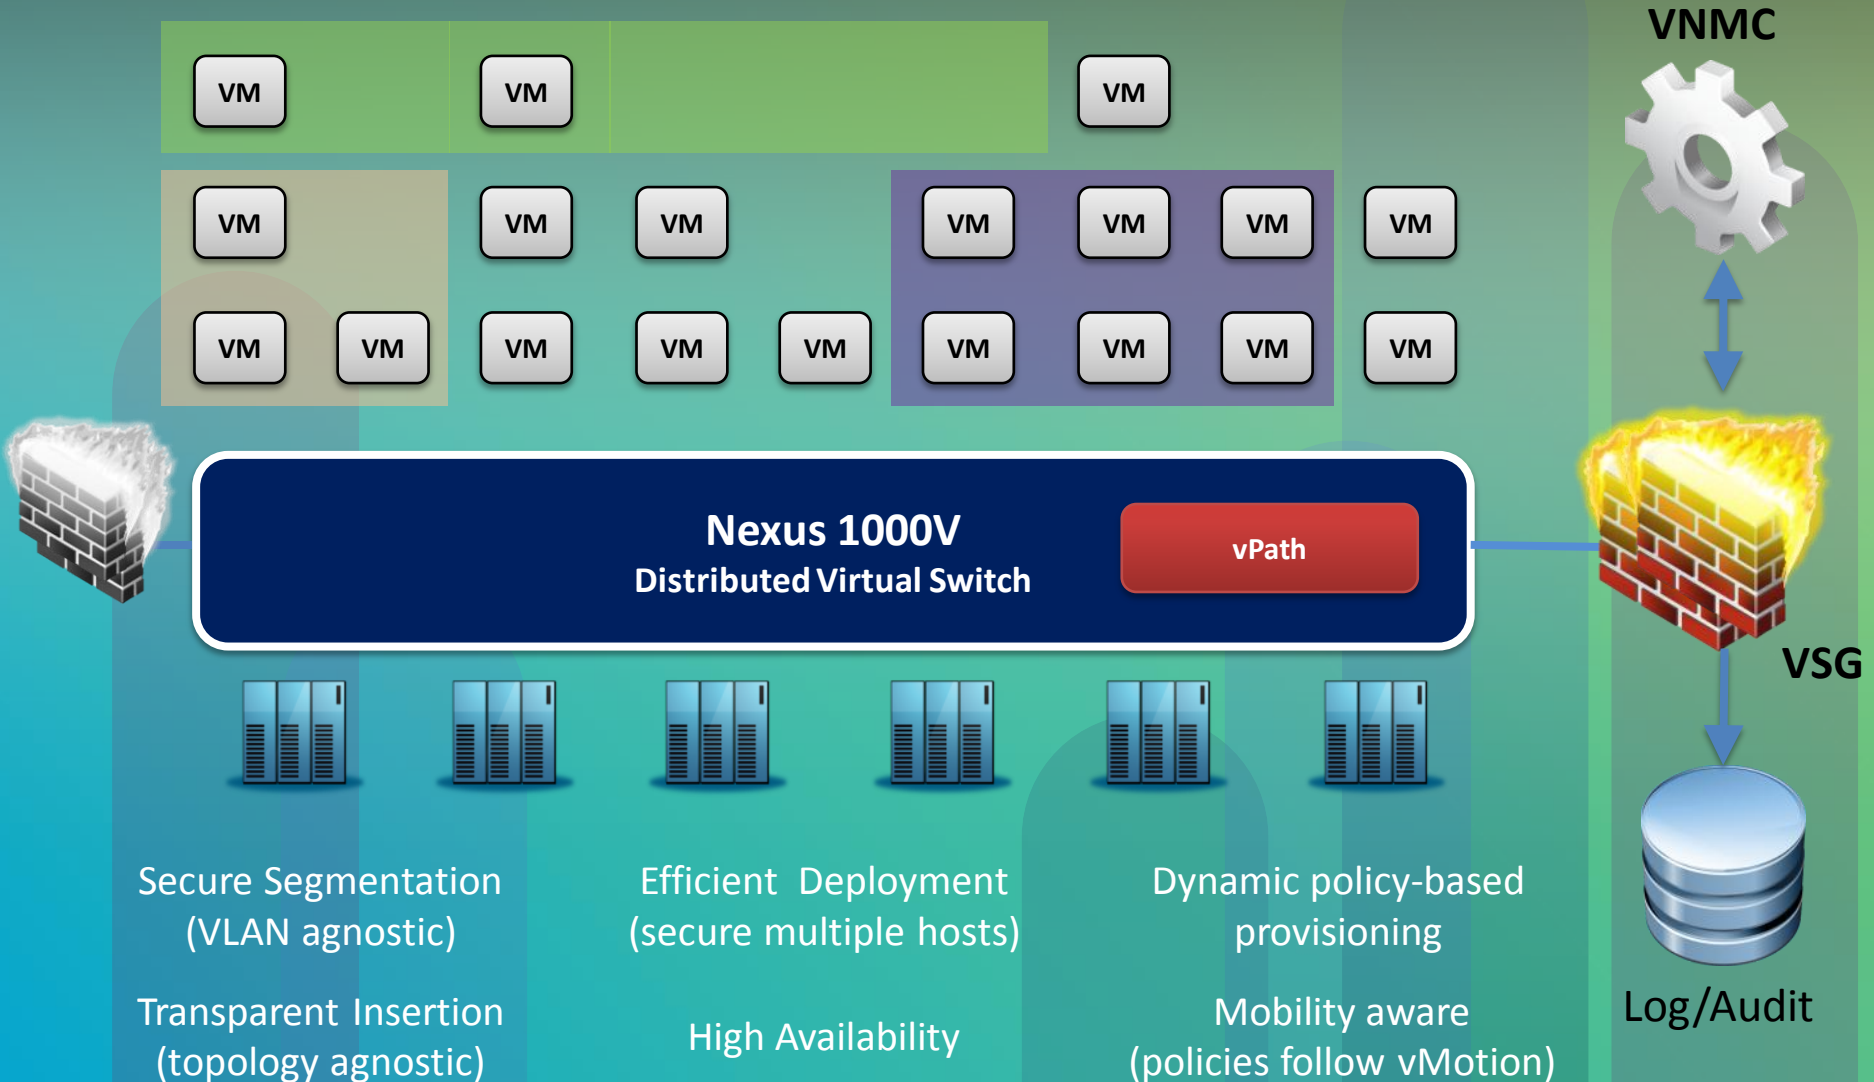 VNMC
VM VM VM
VM VM VM VM VM VM VM
VM VM VM VM VM VM VM VM VM
Nexus 1000V
Distributed Virtual Switch
vPath
VSG
Secure Segmentation
(VLAN agnostic)
Efficient Deployment
(secure multiple hosts)
Dynamic policy-based
provisioning
Transparent Insertion
(topology agnostic)
High Availability
Mobility aware
(policies follow vMotion)
Log/Audit